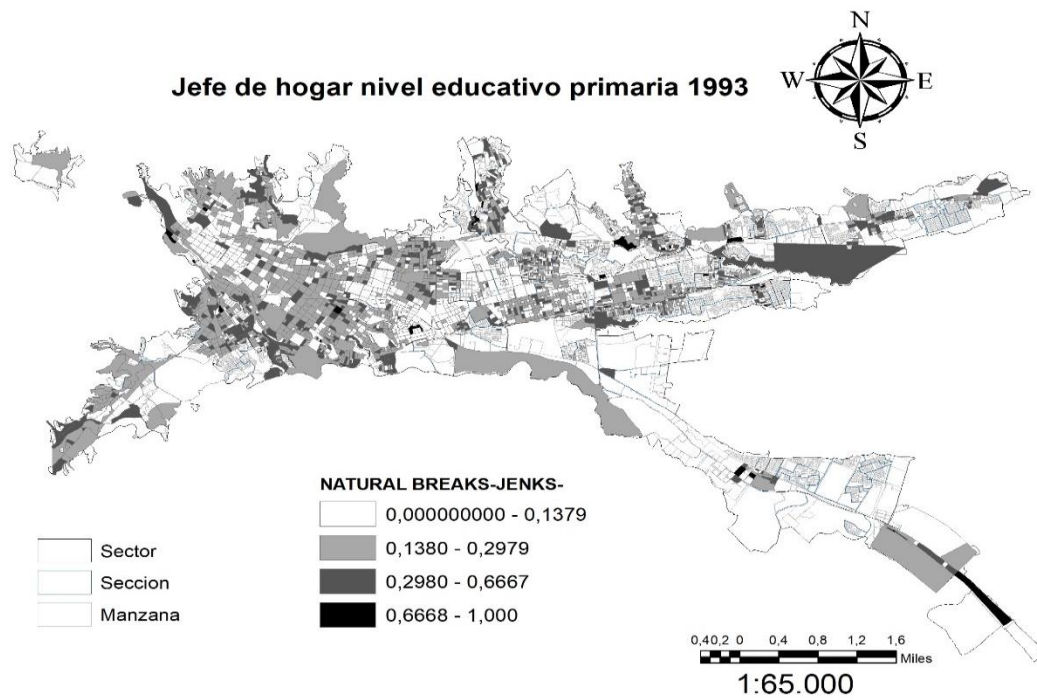 N
Jefe de hogar nivel educativo primaria 1993
W E
S
NATURAL BREAKS-JENKS-
0,000000000 - 0,1379
0,1380 - 0,2979
0,2980 - 0,6667
0,6668 - 1,000
Sector
Seccion
Manzana
0,40,2 0 0,4 0,8 1,2 1,6
Miles
1:65.000